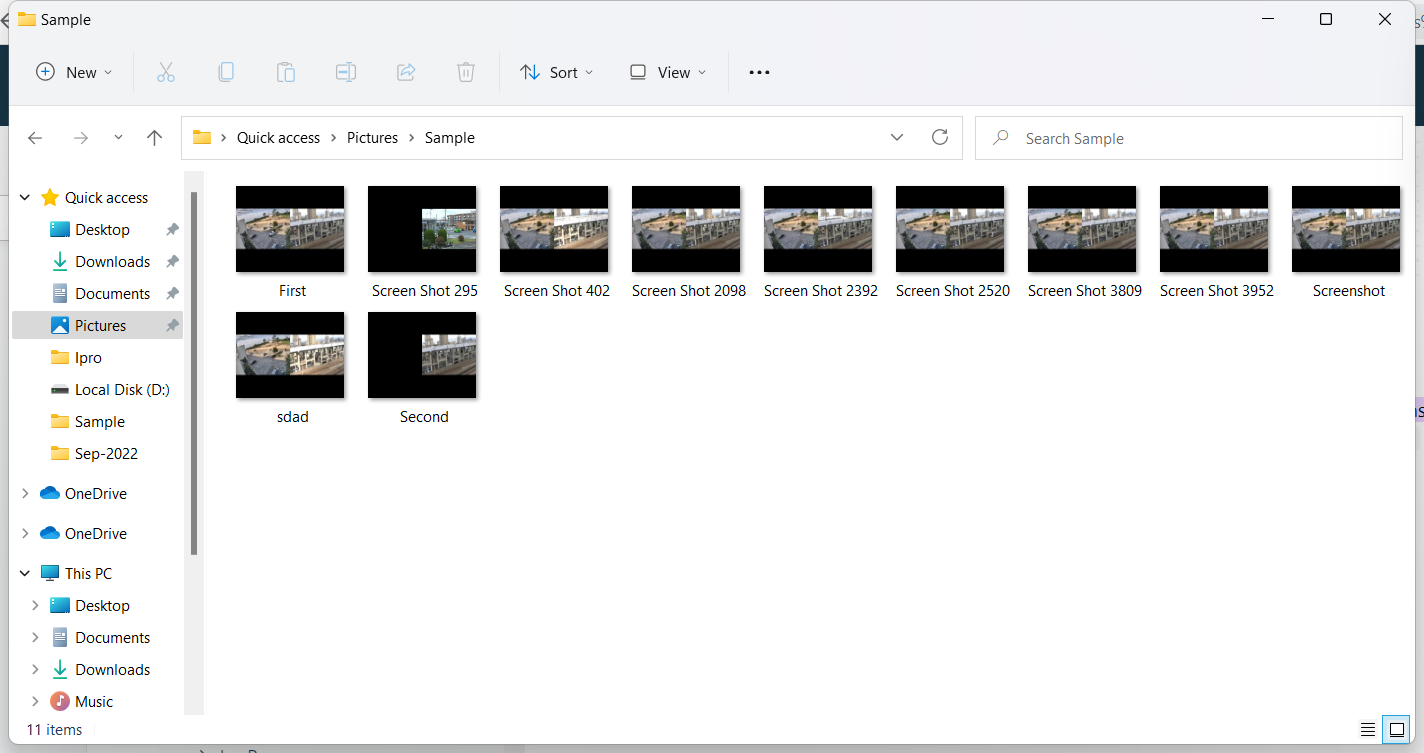 Sample
New
Sort
View
Quick access
Pictures
Sample
Search Sample
Quick access
Desktop
Downloads
Documents
Pictures
Ipro
Local Disk (D:)
Sample
Sep-2022
OneDrive
OneDrive
This PC
Desktop
Documents
Downloads
Music
First
Screen Shot 295
Screen Shot 402
Screen Shot 2098
Screen Shot 2392
Screen Shot 2520
Screen Shot 3809
Screen Shot 3952
Screenshot
sdad
Second
11 items